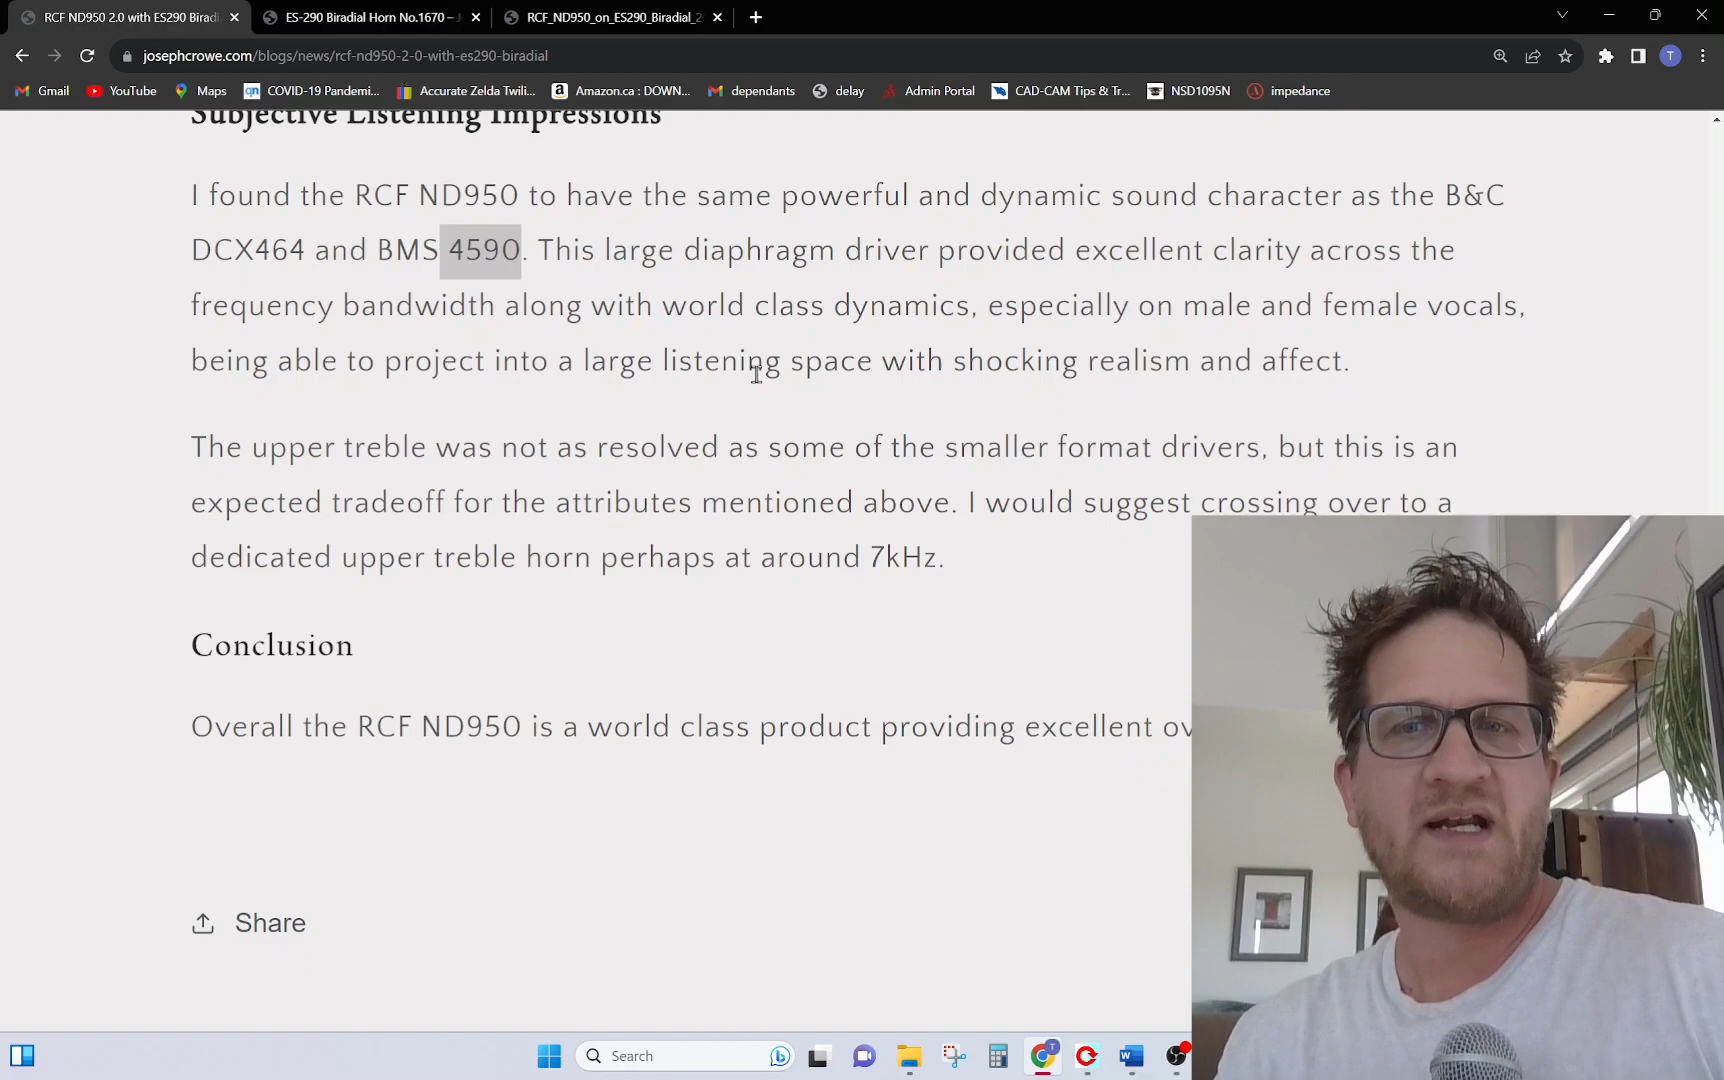 RCF ND950 2.0 with ES290 Biradi
ES-290 Biradial Horn No.1670 –
RCF_ND950_on_ES290_Biradial_2
josephcrowe.com/blogs/news/rcf-nd950-2-0-with-es290-biradial
T
Gmail
YouTube
Maps
qn
COVID-19 Pandemi...
Accurate Zelda Twili...
Amazon.ca : DOWN...
dependants
delay
Admin Portal
CAD-CAM Tips & Tr...
NSD1095N
impedance
Subjective Listening Impressions
I found the RCF ND950 to have the same powerful and dynamic sound character as the B&C
DCX464 and BMS 4590. This large diaphragm driver provided excellent clarity across the
frequency bandwidth along with world class dynamics, especially on male and female vocals,
being able to project into a large listening space with shocking realism and affect.
The upper treble was not as resolved as some of the smaller format drivers, but this is an
expected tradeoff for the attributes mentioned above. I would suggest crossing over to a
dedicated upper treble horn perhaps at around 7kHz.
Conclusion
Overall the RCF ND950 is a world class product providing excellent ov
Share
Search